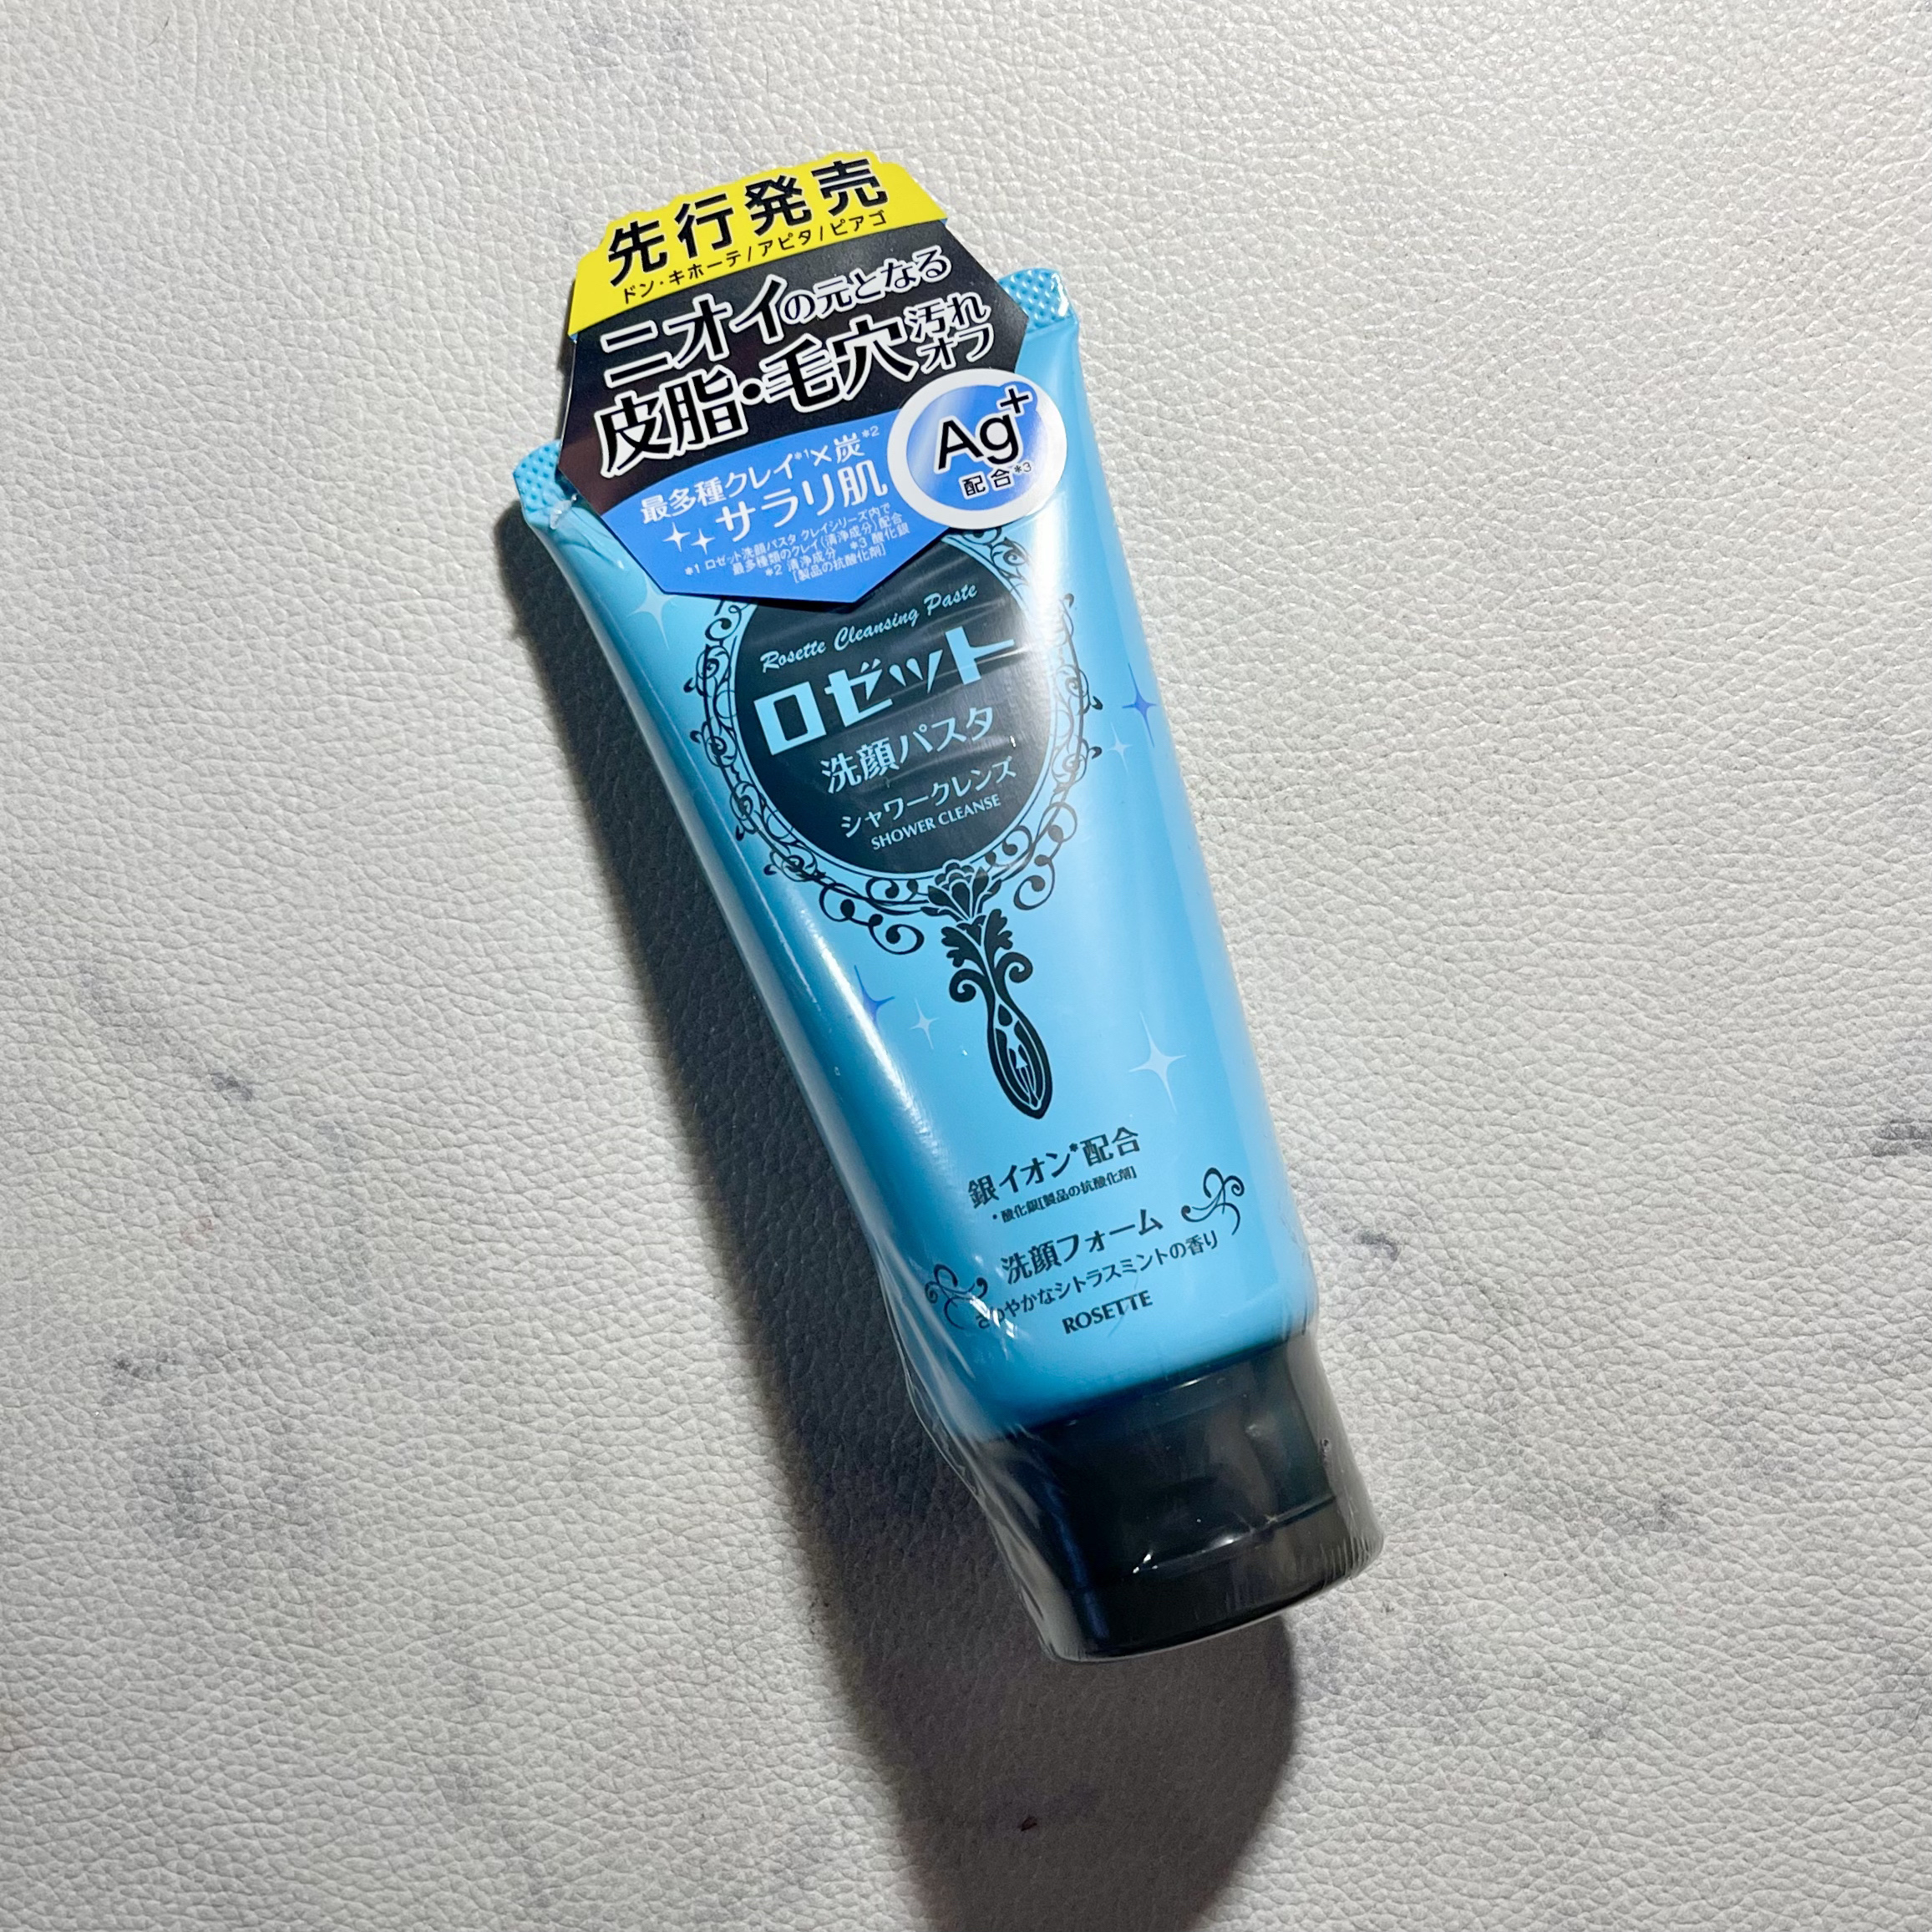 先行発売
ドン・キホーテ/アピタ/ピアゴ
ニオイの元となる
皮脂・毛穴汚れオフ
最多種クレイ*1×炭*2
サラリ肌
Ag+
配合*3
*1 ロゼット洗顔パスタ クレイシリーズ内で
最多種類のクレイ(清浄成分)配合
*2 清浄成分 *3 酸化銀
[製品の抗酸化剤]
Rosette Cleansing Paste
ロゼット
洗顔パスタ
シャワークレンズ
SHOWER CLEANSE
銀イオン*配合
*酸化銀[製品の抗酸化剤]
洗顔フォーム
さわやかなシトラスミントの香り
ROSETTE